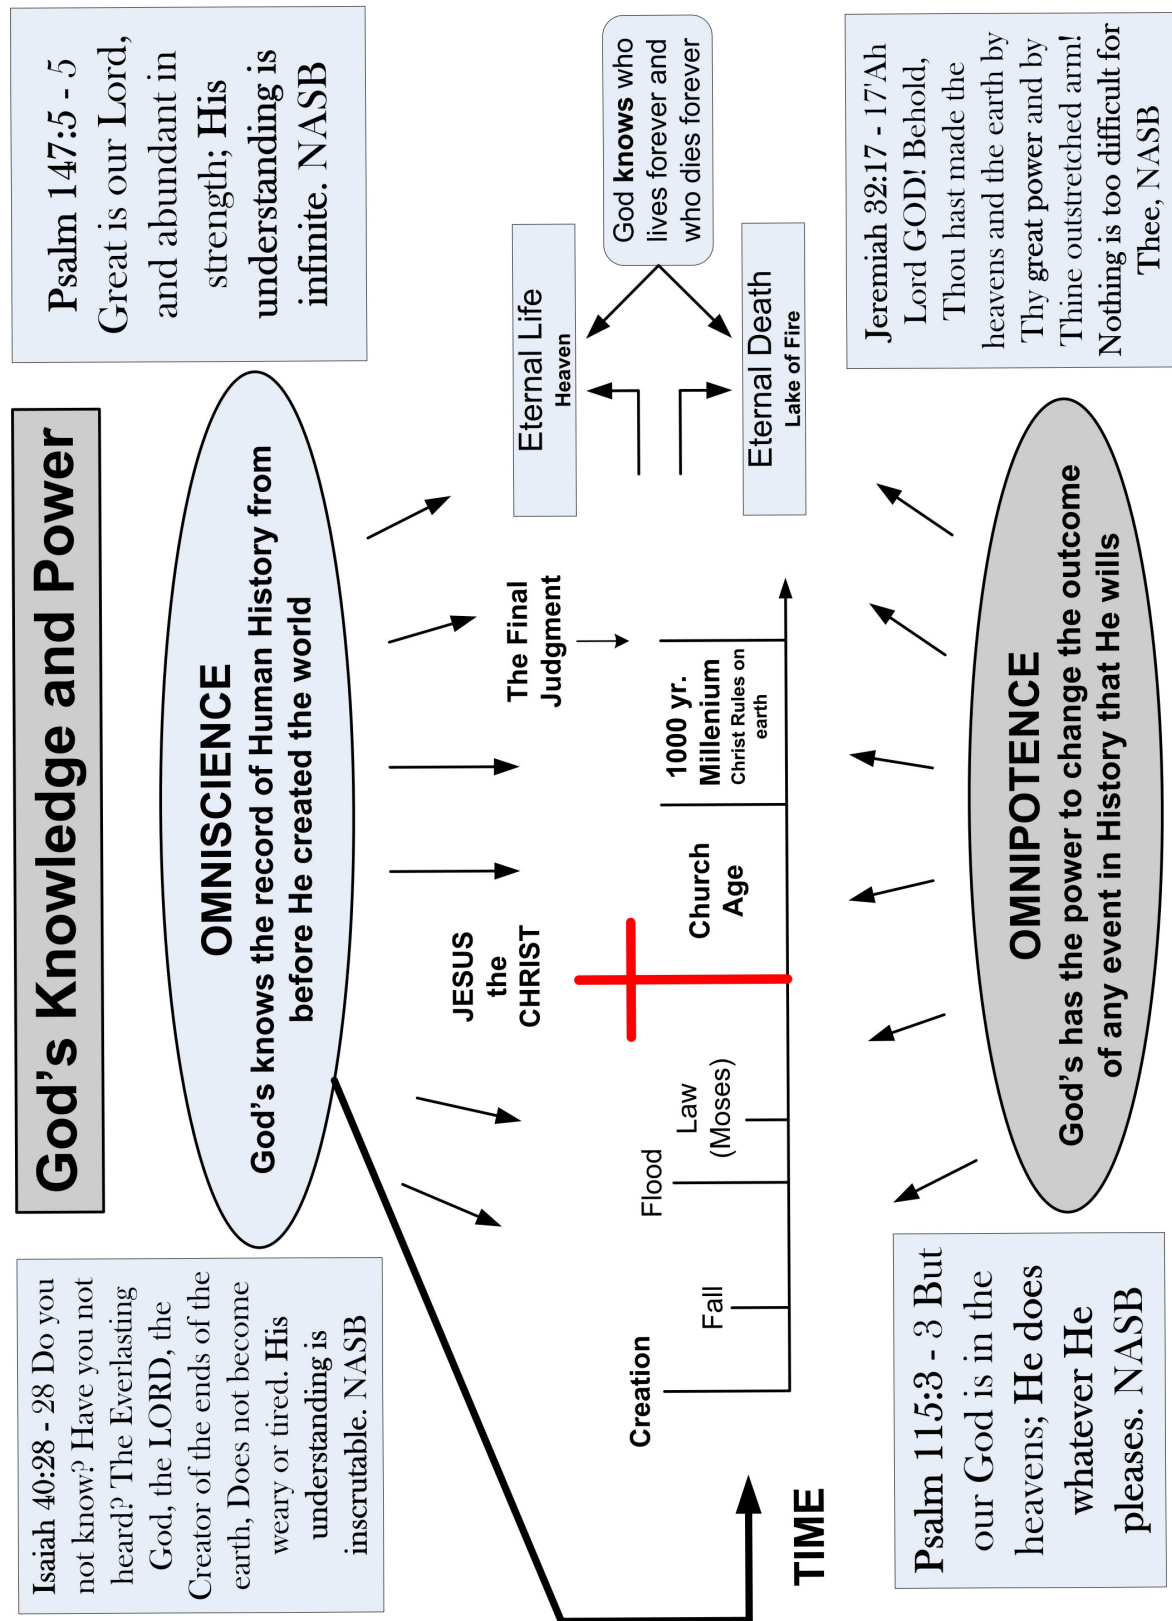 God's Knowledge and Power
Isaiah 40:28 - 28 Do you
not know? Have you not
heard? The Everlasting
God, the LORD, the
Creator of the ends of the
earth, Does not become
weary or tired. His
understanding is
inscrutable. NASB
OMNISCIENCE
God's knows the record of Human History from
before He created the world
Psalm 147:5 - 5
Great is our Lord,
and abundant in
strength; His
understanding is
infinite. NASB
JESUS
the
CHRIST
The Final
Judgment
Eternal Life
Heaven
God knows who
lives forever and
who dies forever
Creation
Fall
Flood
Law
(Moses)
Church
Age
1000 yr.
Millenium
Christ Rules on
earth
Eternal Death
Lake of Fire
TIME
Psalm 115:3 - 3 But
our God is in the
heavens; He does
whatever He
pleases. NASB
OMNIPOTENCE
God's has the power to change the outcome
of any event in History that He wills
Jeremiah 32:17 - 17'Ah
Lord GOD! Behold,
Thou hast made the
heavens and the earth by
Thy great power and by
Thine outstretched arm!
Nothing is too difficult for
Thee, NASB